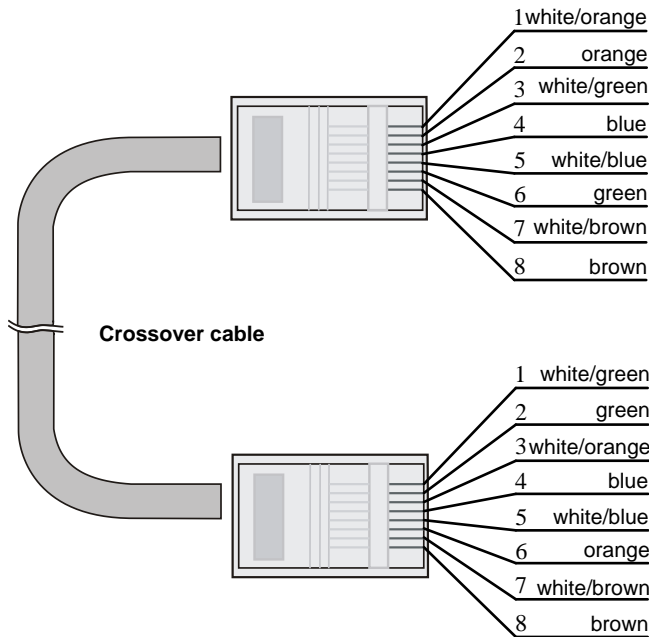 1 white/orange
2 orange
3 white/green
4 blue
5 white/blue
6 green
7 white/brown
8 brown
Crossover cable
1 white/green
2 green
3 white/orange
4 blue
5 white/blue
6 orange
7 white/brown
8 brown